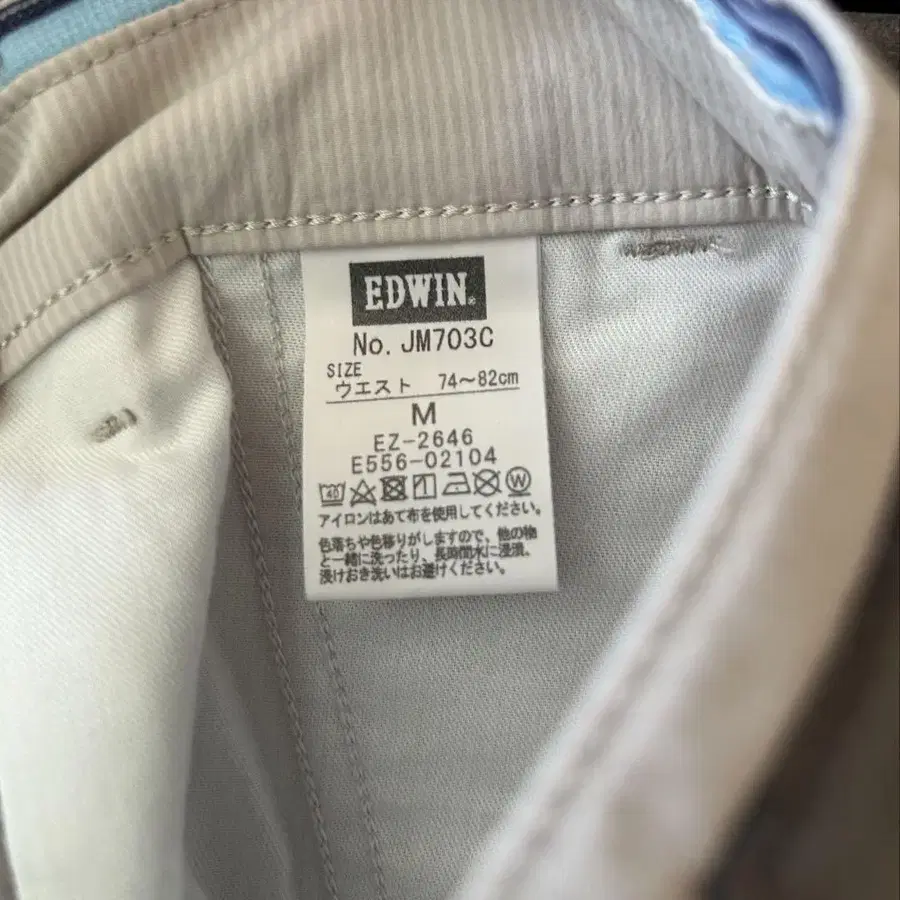 EDWIN®
No. JM703C
SIZE
ウエスト 74〜82cm
M
EZ-2646
E556-02104
40 W
アイロンはあて布を使用してください。
色落ちや色移りがしますので、他の物
と一緒に洗ったり、長時間水に浸漬、
浸けおき洗いはお避けください。